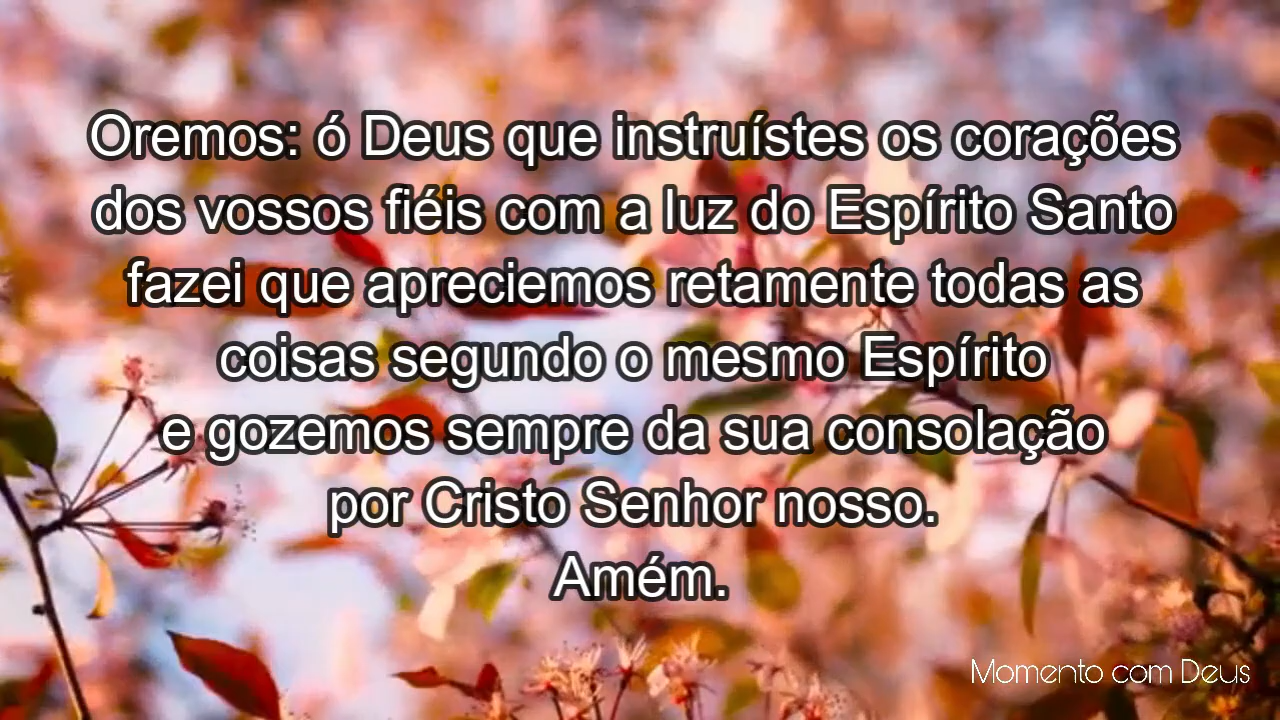 Oremos: ó Deus que instruístes os corações
dos vossos fiéis com a luz do Espírito Santo
fazei que apreciemos retamente todas as
coisas segundo o mesmo Espírito
e gozemos sempre da sua consolação
por Cristo Senhor nosso.
Amém.
Momento com Deus